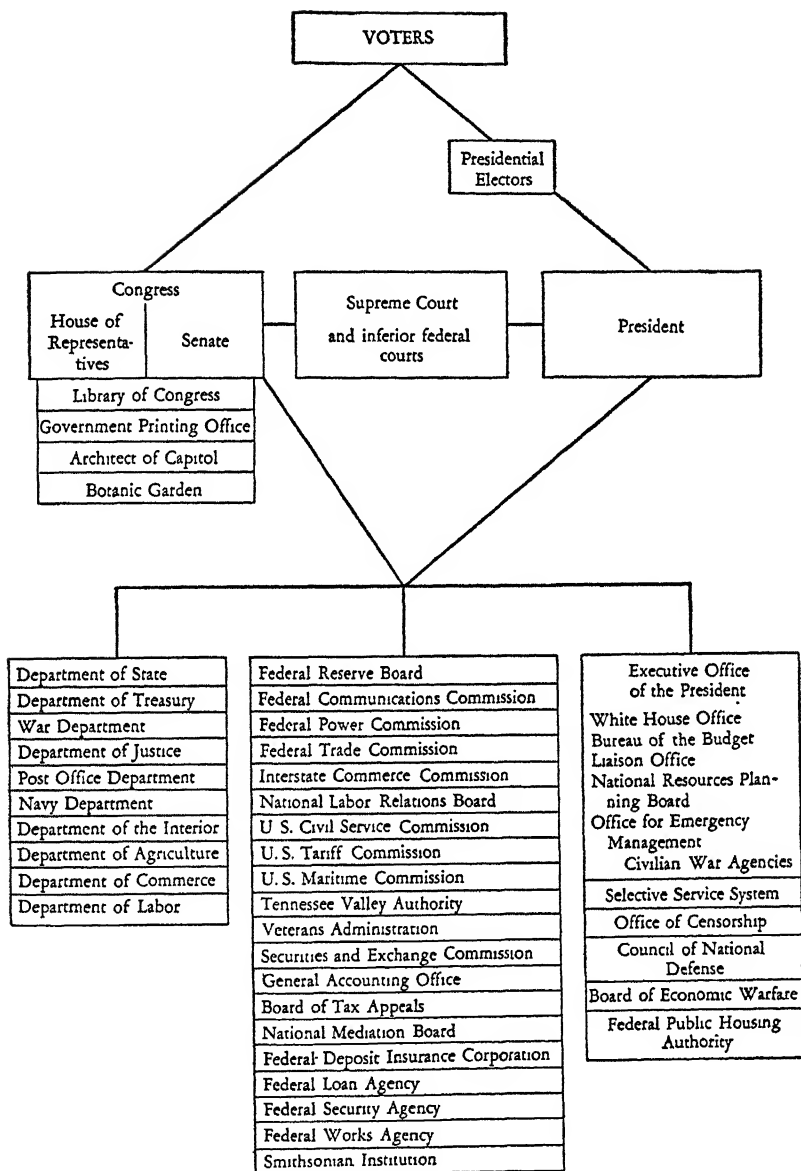 VOTERS
Presidential
Electors
Congress
House of
Representa-
tives
Senate
Supreme Court
and inferior federal
courts
President
Library of Congress
Government Printing Office
Architect of Capitol
Botanic Garden
Department of State
Department of Treasury
War Department
Department of Justice
Post Office Department
Navy Department
Department of the Interior
Department of Agriculture
Department of Commerce
Department of Labor
Federal Reserve Board
Federal Communications Commission
Federal Power Commission
Federal Trade Commission
Interstate Commerce Commission
National Labor Relations Board
U S. Civil Service Commission
U.S. Tariff Commission
U.S. Maritime Commission
Tennessee Valley Authority
Veterans Administration
Securities and Exchange Commission
General Accounting Office
Board of Tax Appeals
National Mediation Board
Federal Deposit Insurance Corporation
Federal Loan Agency
Federal Security Agency
Federal Works Agency
Smithsonian Institution
Executive Office
of the President
White House Office
Bureau of the Budget
Liaison Office
National Resources Plan-
ning Board
Office for Emergency
Management
Civilian War Agencies
Selective Service System
Office of Censorship
Council of National
Defense
Board of Economic Warfare
Federal Public Housing
Authority